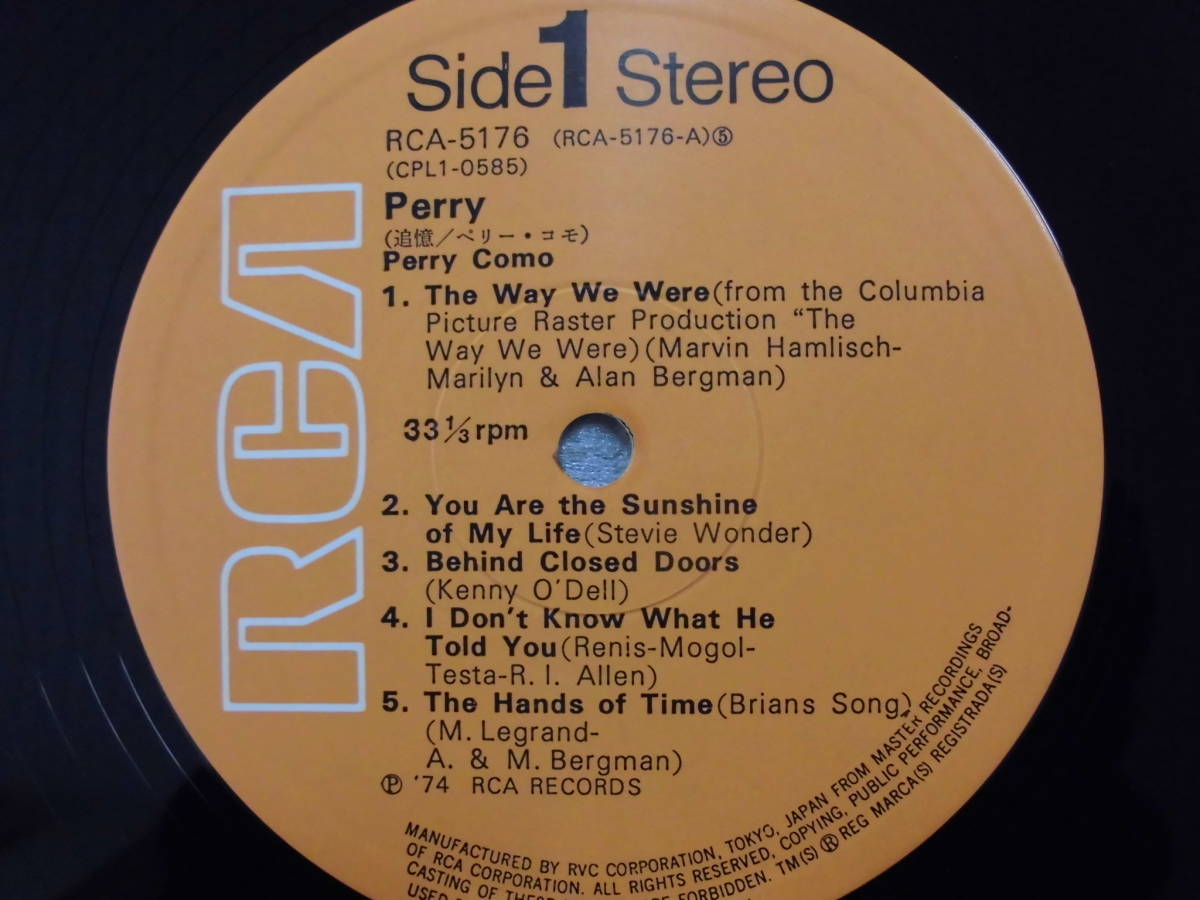 Side 1 Stereo
RCA-5176 (RCA-5176-A)⑤
(CPL1-0585)
RCA
Perry
(追憶/ペリー・コモ)
Perry Como
1. The Way We Were(from the Columbia
Picture Raster Production “The
Way We Were)(Marvin Hamlisch-
Marilyn & Alan Bergman)
33 1/3 rpm
2. You Are the Sunshine
of My Life(Stevie Wonder)
3. Behind Closed Doors
(Kenny O'Dell)
4. I Don't Know What He
Told You(Renis-Mogol-
Testa-R. I. Allen)
5. The Hands of Time(Brians Song)
(M. Legrand-
A. & M. Bergman)
Ⓟ '74 RCA RECORDS
MANUFACTURED BY RVC CORPORATION, TOKYO, JAPAN FROM MASTER RECORDINGS
OF RCA CORPORATION. ALL RIGHTS RESERVED, COPYING, PUBLIC PERFORMANCE, BROAD-
CASTING OF FORBIDDEN. TM(S) ® REG MARCA(S) REGISTRADA(S)
USED